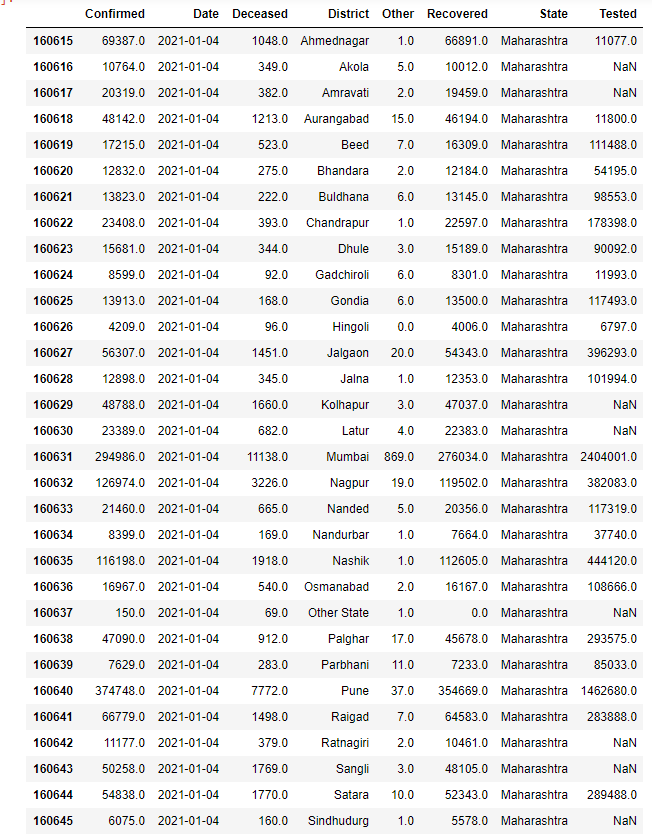 Confirmed Date Deceased District Other Recovered State Tested
160615 69387.0 2021-01-04 1048.0 Ahmednagar 1.0 66891.0 Maharashtra 11077.0
160616 10764.0 2021-01-04 349.0 Akola 5.0 10012.0 Maharashtra NaN
160617 20319.0 2021-01-04 382.0 Amravati 2.0 19459.0 Maharashtra NaN
160618 48142.0 2021-01-04 1213.0 Aurangabad 15.0 46194.0 Maharashtra 11800.0
160619 17215.0 2021-01-04 523.0 Beed 7.0 16309.0 Maharashtra 111488.0
160620 12832.0 2021-01-04 275.0 Bhandara 2.0 12184.0 Maharashtra 54195.0
160621 13823.0 2021-01-04 222.0 Buldhana 6.0 13145.0 Maharashtra 98553.0
160622 23408.0 2021-01-04 393.0 Chandrapur 1.0 22597.0 Maharashtra 178398.0
160623 15681.0 2021-01-04 344.0 Dhule 3.0 15189.0 Maharashtra 90092.0
160624 8599.0 2021-01-04 92.0 Gadchiroli 6.0 8301.0 Maharashtra 11993.0
160625 13913.0 2021-01-04 168.0 Gondia 6.0 13500.0 Maharashtra 117493.0
160626 4209.0 2021-01-04 96.0 Hingoli 0.0 4006.0 Maharashtra 6797.0
160627 56307.0 2021-01-04 1451.0 Jalgaon 20.0 54343.0 Maharashtra 396293.0
160628 12898.0 2021-01-04 345.0 Jalna 1.0 12353.0 Maharashtra 101994.0
160629 48788.0 2021-01-04 1660.0 Kolhapur 3.0 47037.0 Maharashtra NaN
160630 23389.0 2021-01-04 682.0 Latur 4.0 22383.0 Maharashtra NaN
160631 294986.0 2021-01-04 11138.0 Mumbai 869.0 276034.0 Maharashtra 2404001.0
160632 126974.0 2021-01-04 3226.0 Nagpur 19.0 119502.0 Maharashtra 382083.0
160633 21460.0 2021-01-04 665.0 Nanded 5.0 20356.0 Maharashtra 117319.0
160634 8399.0 2021-01-04 169.0 Nandurbar 1.0 7664.0 Maharashtra 37740.0
160635 116198.0 2021-01-04 1918.0 Nashik 1.0 112605.0 Maharashtra 444120.0
160636 16967.0 2021-01-04 540.0 Osmanabad 2.0 16167.0 Maharashtra 108666.0
160637 150.0 2021-01-04 69.0 Other State 1.0 0.0 Maharashtra NaN
160638 47090.0 2021-01-04 912.0 Palghar 17.0 45678.0 Maharashtra 293575.0
160639 7629.0 2021-01-04 283.0 Parbhani 11.0 7233.0 Maharashtra 85033.0
160640 374748.0 2021-01-04 7772.0 Pune 37.0 354669.0 Maharashtra 1462680.0
160641 66779.0 2021-01-04 1498.0 Raigad 7.0 64583.0 Maharashtra 283888.0
160642 11177.0 2021-01-04 379.0 Ratnagiri 2.0 10461.0 Maharashtra NaN
160643 50258.0 2021-01-04 1769.0 Sangli 3.0 48105.0 Maharashtra NaN
160644 54838.0 2021-01-04 1770.0 Satara 10.0 52343.0 Maharashtra 289488.0
160645 6075.0 2021-01-04 160.0 Sindhudurg 1.0 5578.0 Maharashtra NaN